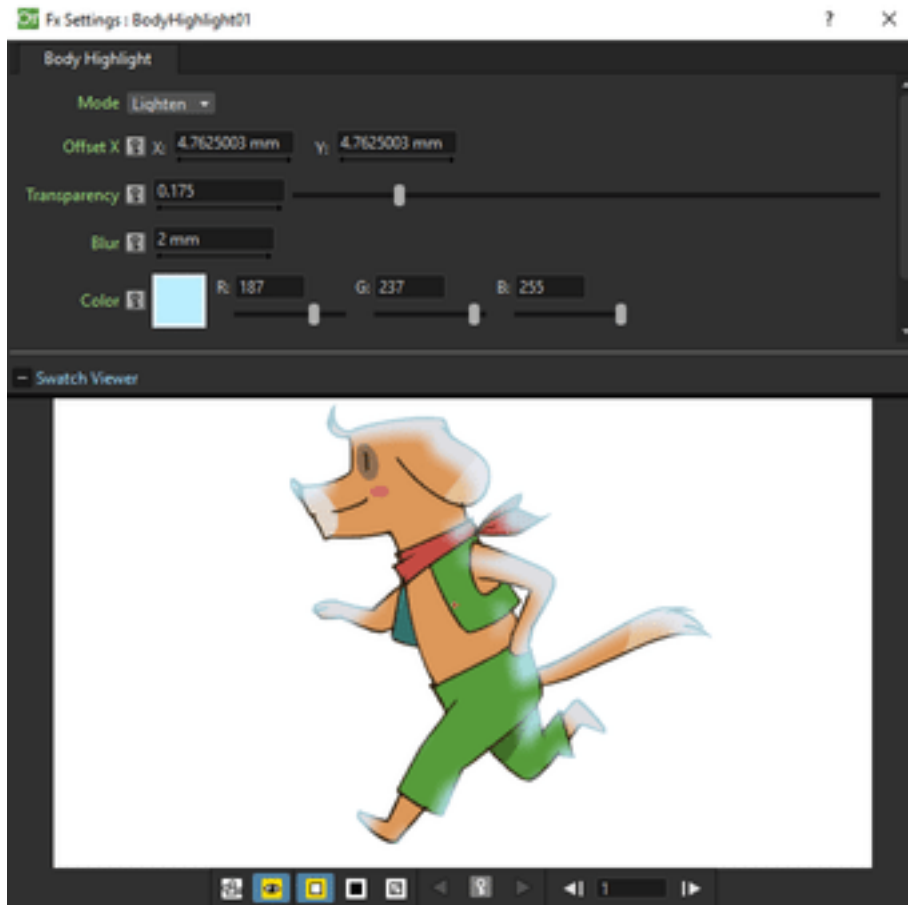 Fx Settings : BodyHighlight01 ? ×
Body Highlight
Mode Lighten
Offset X X: 4.7625003 mm Y: 4.7625003 mm
Transparency 0.175
Blur 2 mm
Color R: 187 G: 237 B: 255
Swatch Viewer
1